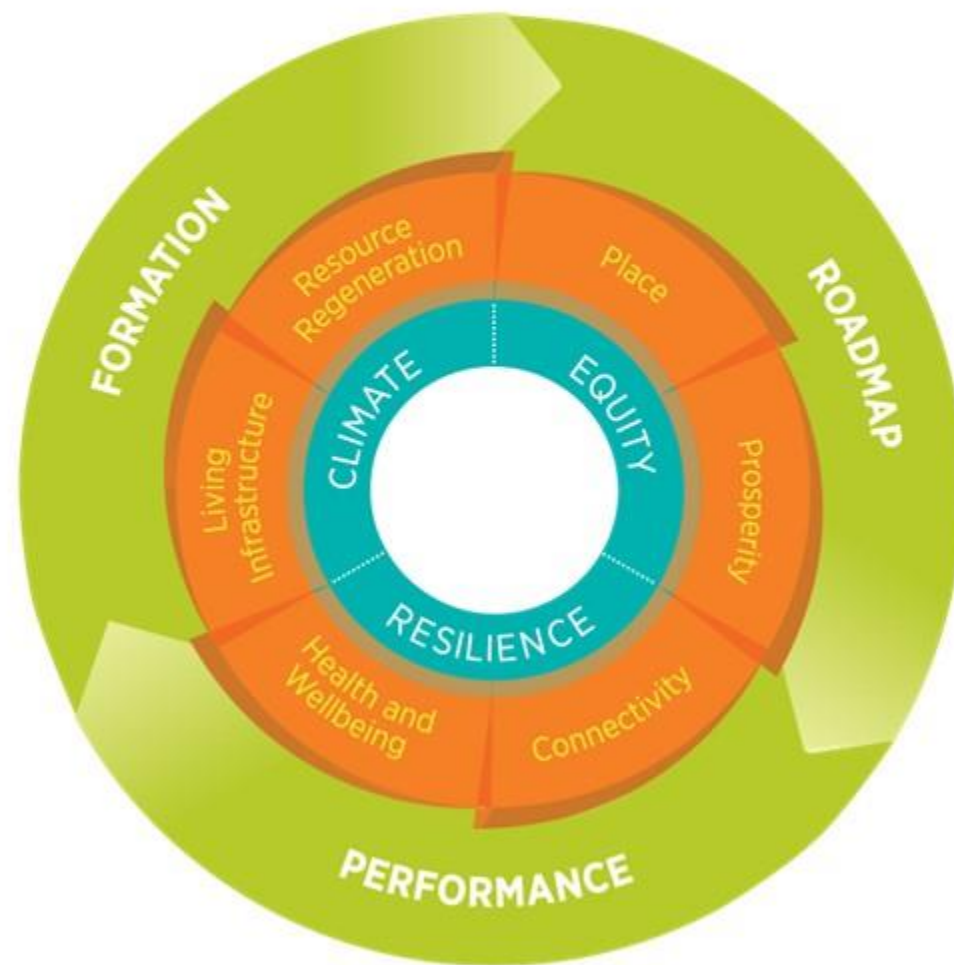 FORMATION
ROADMAP
PERFORMANCE
Resource
Regeneration
Place
Prosperity
Connectivity
Health and
Wellbeing
Living
Infrastructure
CLIMATE
EQUITY
RESILIENCE